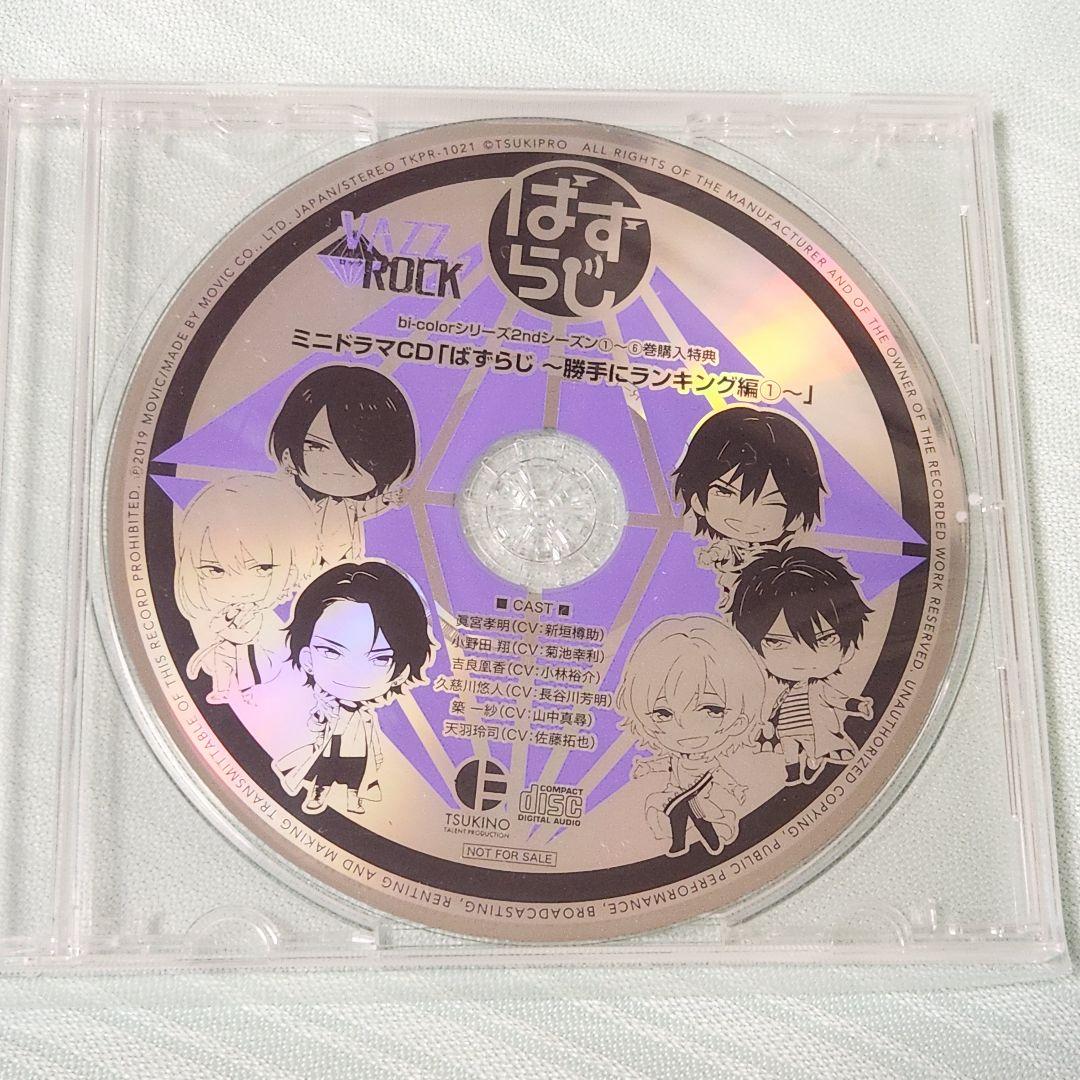 Ⓟ2019 MOVIC/MADE BY MOVIC CO., LTD. JAPAN/STEREO TKPR-1021 ©TSUKIPRO ALL RIGHTS OF THE MANUFACTURER AND OF THE OWNER OF THE RECORDED WORK RESERVED UNAUTHORIZED COPYING, PUBLIC PERFORMANCE, BROADCASTING, RENTING AND MAKING TRANSMITTABLE OF THIS RECORD PROHIBITED.
ばず
らじ
VAZZ
ロック
ROCK
bi-colorシリーズ2ndシーズン①~⑥巻購入特典
ミニドラマCD「ばずらじ ~勝手にランキング編①~」
■ CAST ■
眞宮孝明(CV:新垣樽助)
小野田 翔(CV:菊池幸利)
吉良凰香(CV:小林裕介)
久慈川悠人(CV:長谷川芳明)
築 一紗(CV:山中真尋)
天羽玲司(CV:佐藤拓也)
TSUKINO
TALENT PRODUCTION
COMPACT
disc
DIGITAL AUDIO
NOT FOR SALE